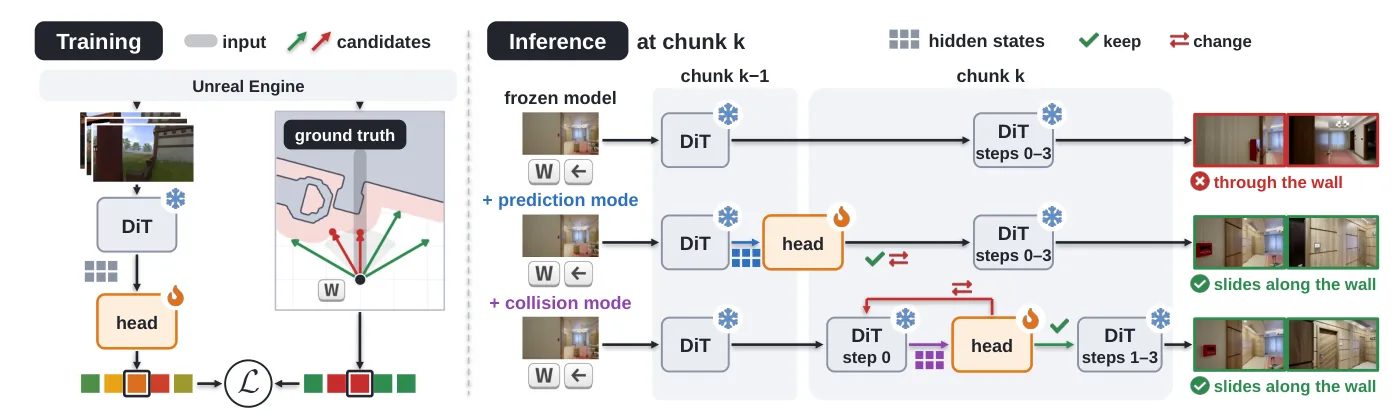 Training
input
candidates
Unreal Engine
ground truth
DiT
W
head
ℒ
Inference at chunk k
hidden states
keep
change
chunk k−1
chunk k
frozen model
W ←
DiT
DiT
steps 0–3
through the wall
+ prediction mode
W ←
DiT
head
DiT
steps 0–3
slides along the wall
+ collision mode
W ←
DiT
DiT
step 0
head
DiT
steps 1–3
slides along the wall